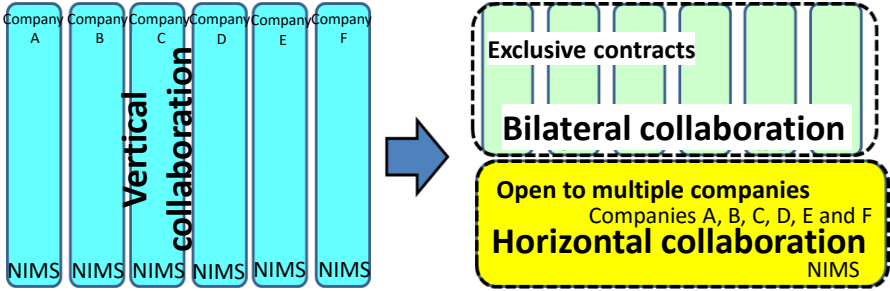 Company
A
Company
B
Company
C
Company
D
Company
E
Company
F
Vertical
collaboration
NIMS
NIMS
NIMS
NIMS
NIMS
NIMS
Exclusive contracts
Bilateral collaboration
Open to multiple companies
Companies A, B, C, D, E and F
Horizontal collaboration
NIMS